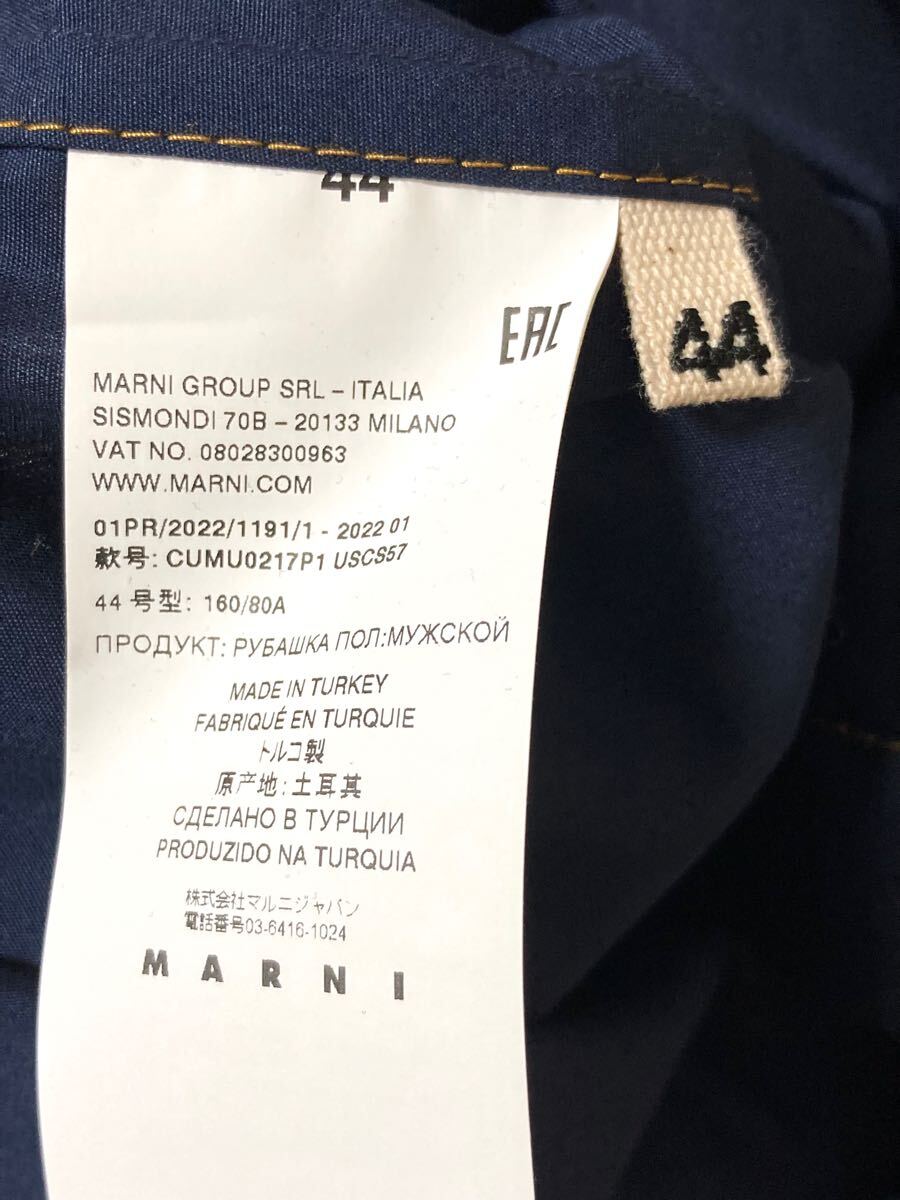 44
44
EAC
MARNI GROUP SRL – ITALIA
SISMONDI 70B – 20133 MILANO
VAT NO. 08028300963
WWW.MARNI.COM
01PR/2022/1191/1 - 2022 01
款号: CUMU0217P1 USCS57
44 号型: 160/80A
ПРОДУКТ: РУБАШКА ПОЛ:МУЖСКОЙ
MADE IN TURKEY
FABRIQUÉ EN TURQUIE
トルコ製
原产地: 土耳其
СДЕЛАНО В ТУРЦИИ
PRODUZIDO NA TURQUIA
株式会社マルニジャパン
電話番号03-6416-1024
MARNI